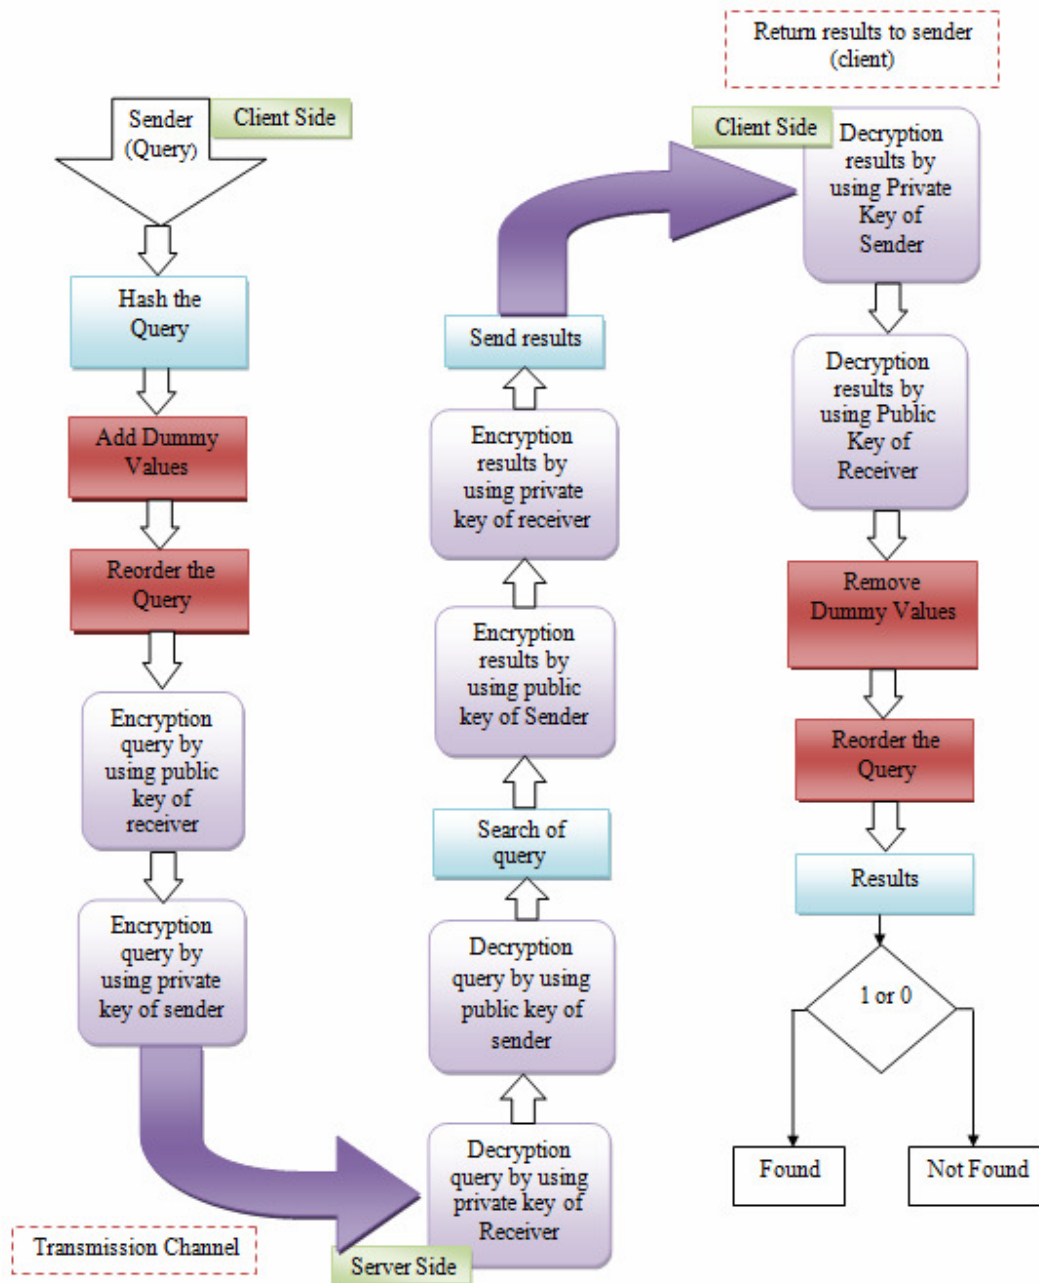 Sender
(Query)
Client Side
Hash the
Query
Add Dummy
Values
Reorder the
Query
Encryption
query by
using public
key of
receiver
Encryption
query by
using private
key of sender
Transmission Channel
Server Side
Decryption
query by using
private key of
Receiver
Decryption
query by using
public key of
sender
Search of
query
Encryption
results by
using public
key of Sender
Encryption
results by
using private
key of receiver
Send results
Return results to sender
(client)
Client Side
Decryption
results by
using Private
Key of
Sender
Decryption
results by
using Public
Key of
Receiver
Remove
Dummy Values
Reorder the
Query
Results
1 or 0
Found
Not Found